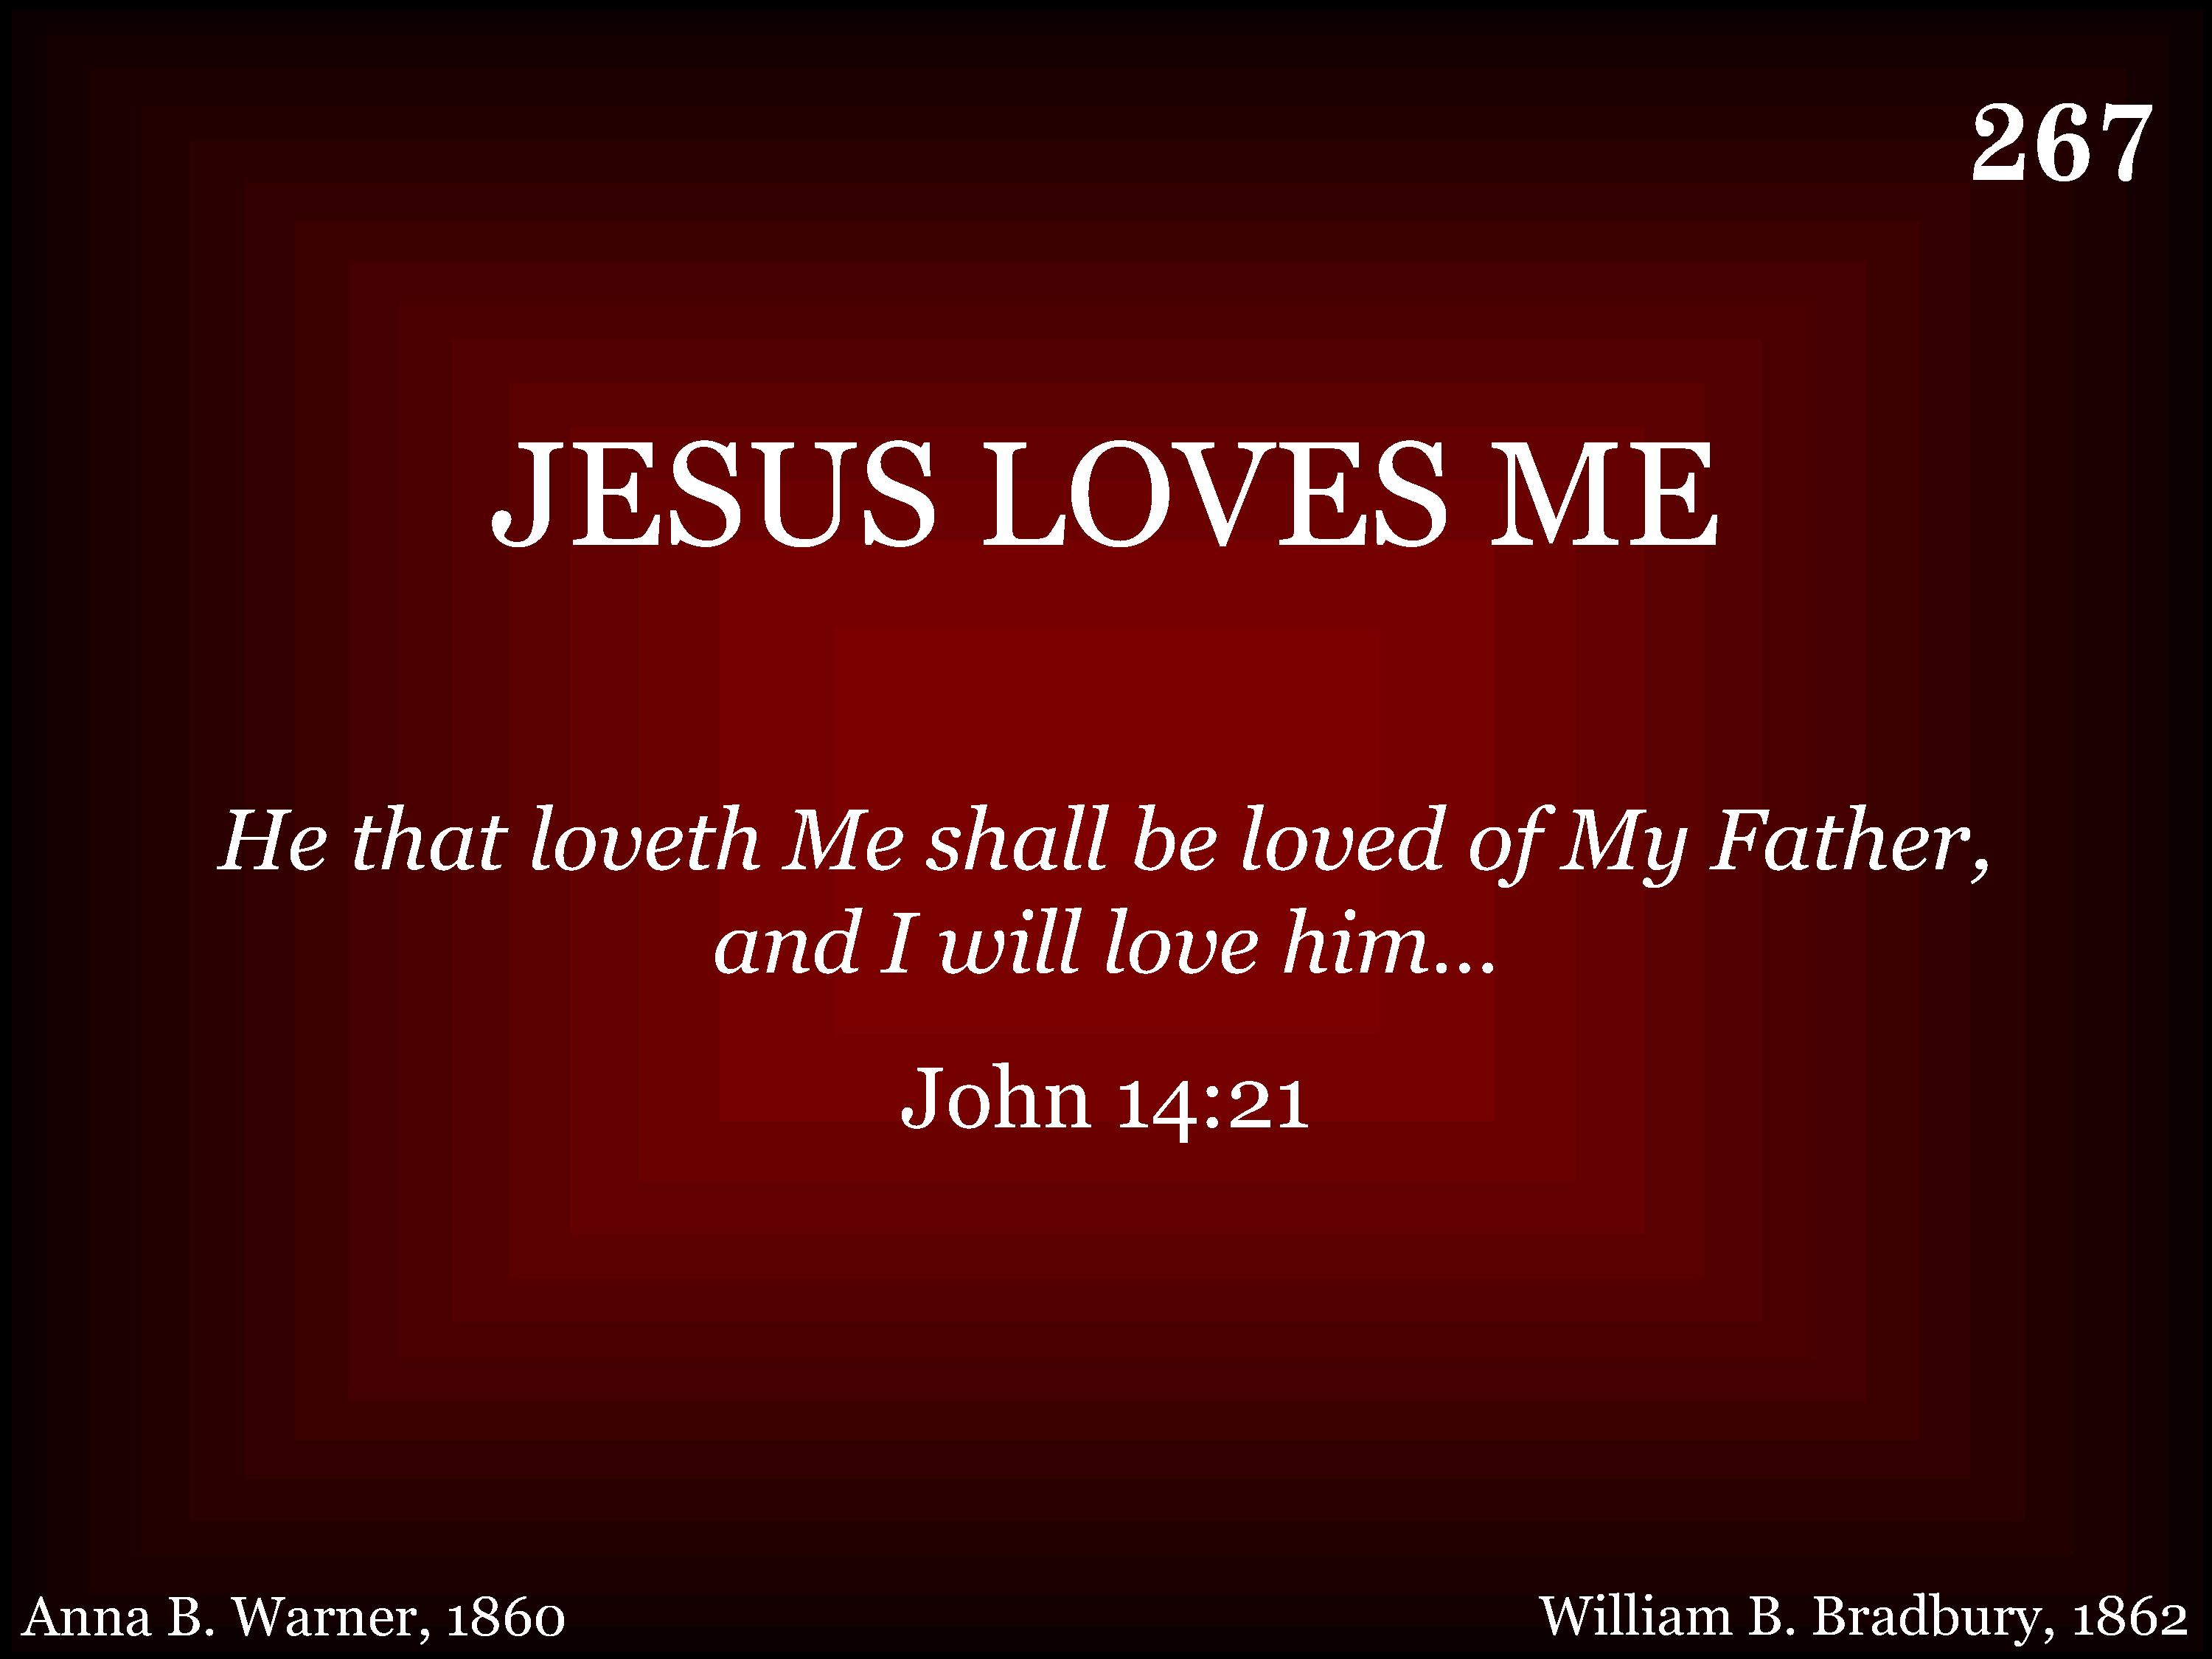 267
JESUS LOVES ME
He that loveth Me shall be loved of My Father,
and I will love him...
John 14:21
Anna B. Warner, 1860
William B. Bradbury, 1862